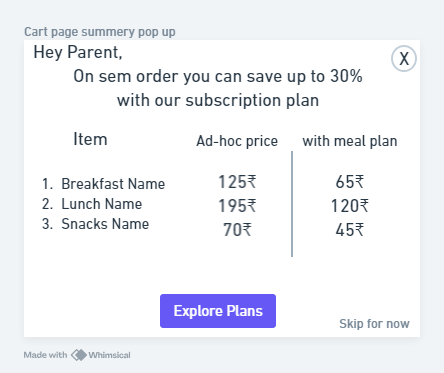 Cart page summery pop up
Hey Parent,
X
On sem order you can save up to 30%
with our subscription plan
Item Ad-hoc price with meal plan
1. Breakfast Name 125₹ 65₹
2. Lunch Name 195₹ 120₹
3. Snacks Name 70₹ 45₹
Explore Plans
Skip for now
Made with Whimsical